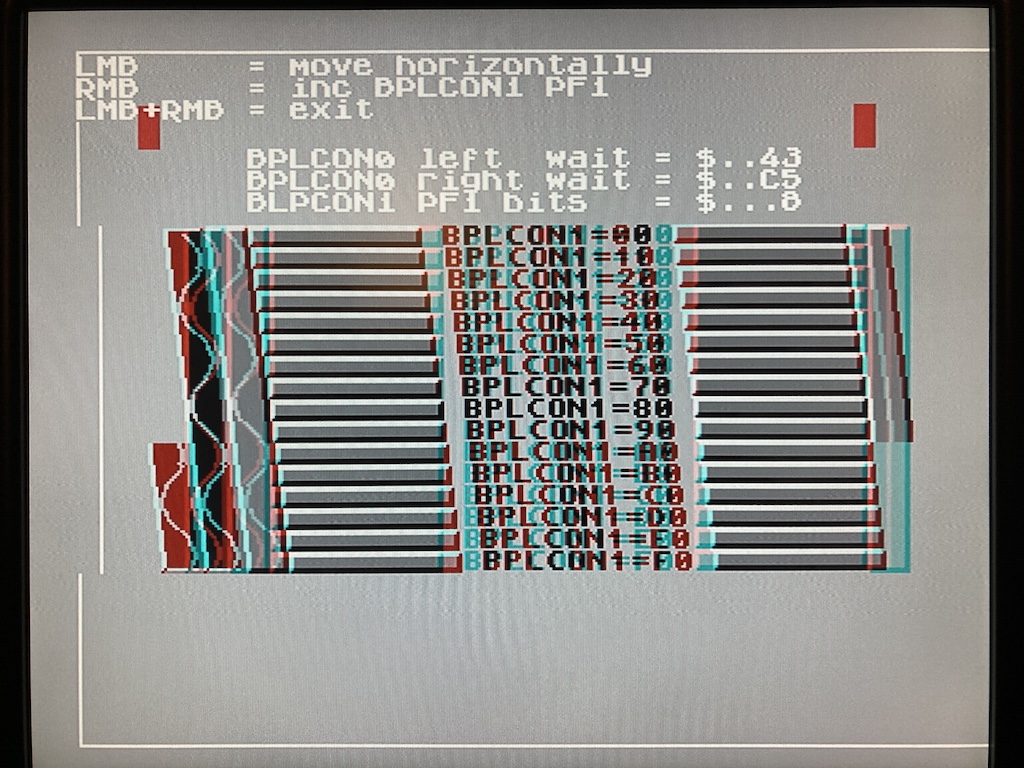 LMB = move horizontally
RMB = inc BPLCON1 PF1
LMB+RMB = exit
BPLCON0 left wait = $..43
BPLCON0 right wait = $..C5
BLPCON1 PF1 bits = $...8
BPLCON1=00
BPLCON1=10
BPLCON1=20
BPLCON1=30
BPLCON1=40
BPLCON1=50
BPLCON1=60
BPLCON1=70
BPLCON1=80
BPLCON1=90
BPLCON1=A0
BPLCON1=B0
BPLCON1=C0
BPLCON1=D0
BPLCON1=E0
BPLCON1=F0